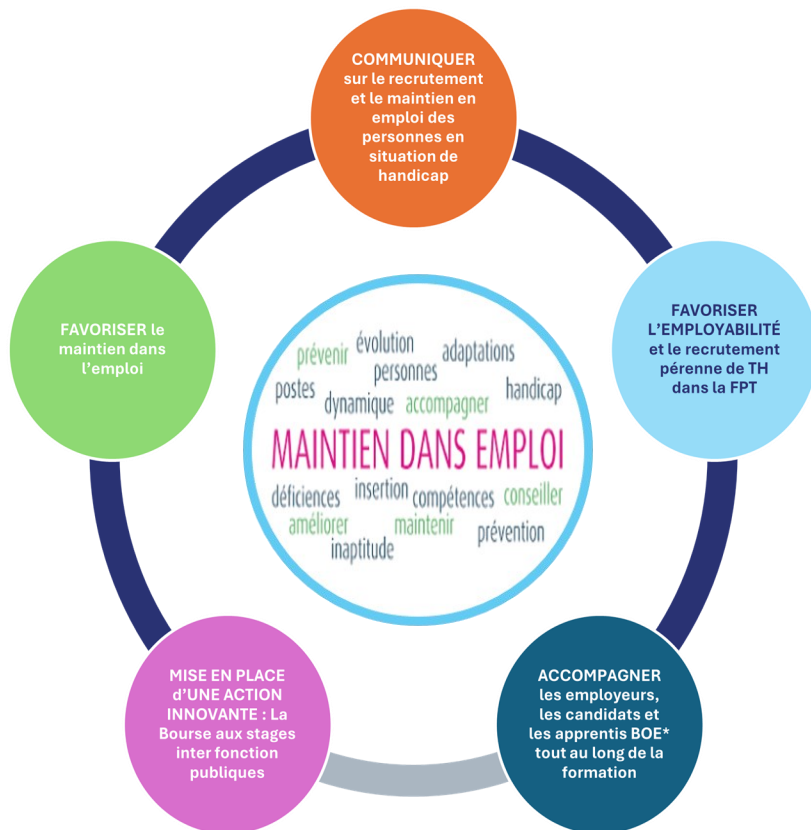 COMMUNIQUER
sur le recrutement
et le maintien en
emploi des
personnes en
situation de
handicap
FAVORISER
L’EMPLOYABILITÉ
et le recrutement
pérenne de TH
dans la FPT
ACCOMPAGNER
les employeurs,
les candidats et
les apprentis BOE*
tout au long de la
formation
MISE EN PLACE
d’UNE ACTION
INNOVANTE : La
Bourse aux stages
inter fonction
publiques
FAVORISER le
maintien dans
l’emploi
prévenir évolution adaptations
postes personnes handicap
dynamique accompagner
MAINTIEN DANS EMPLOI
déficiences insertion compétences conseiller
améliorer maintenir prévention
inaptitude